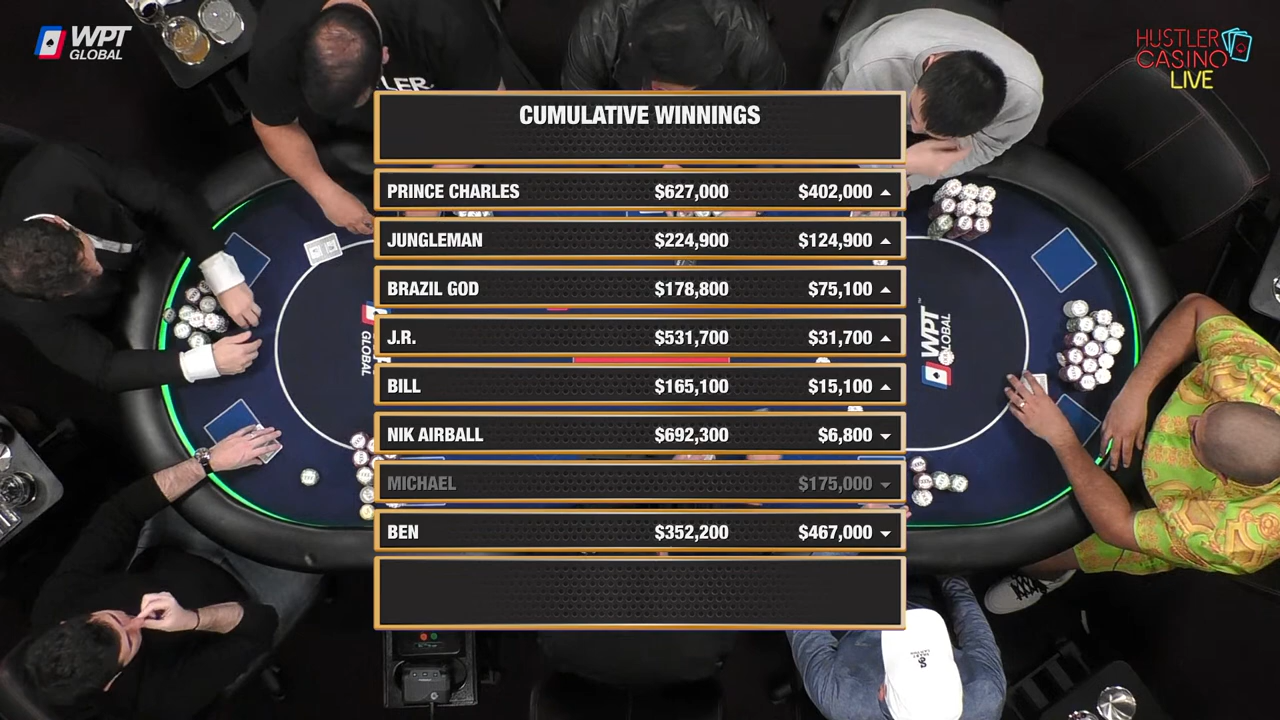 WPT
GLOBAL
HUSTLER
CASINO
LIVE
LER
CUMULATIVE WINNINGS
PRINCE CHARLES $627,000 $402,000
JUNGLEMAN $224,900 $124,900
BRAZIL GOD $178,800 $75,100
J.R. $531,700 $31,700
BILL $165,100 $15,100
NIK AIRBALL $692,300 $6,800
MICHAEL $175,000
BEN $352,200 $467,000
GLOBAL
WPT
GLOBAL